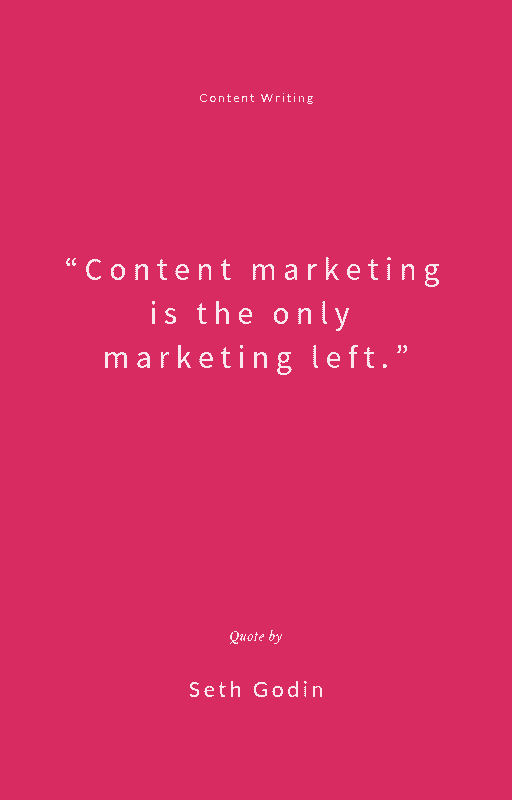 Content Writing
“Content marketing
is the only
marketing left.”
Quote by
Seth Godin